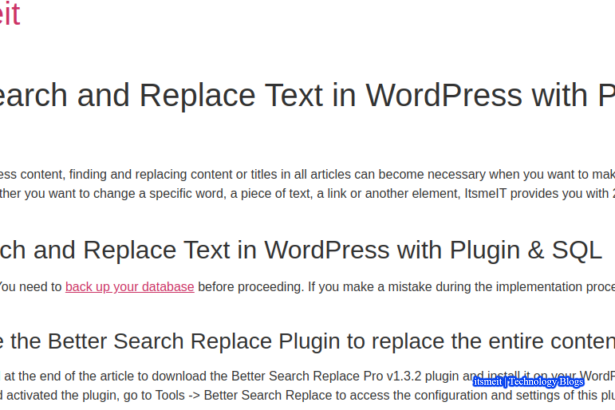 eit
earch and Replace Text in WordPress with P
ess content, finding and replacing content or titles in all articles can become necessary when you want to mak
ther you want to change a specific word, a piece of text, a link or another element, ItsmeIT provides you with 2
ch and Replace Text in WordPress with Plugin & SQL
You need to back up your database before proceeding. If you make a mistake during the implementation proce
e the Better Search Replace Plugin to replace the entire conten
at the end of the article to download the Better Search Replace Pro v1.3.2 plugin and install it on your WordP
itsmeit | Technology Blogs
d activated the plugin, go to Tools -> Better Search Replace to access the configuration and settings of this plu